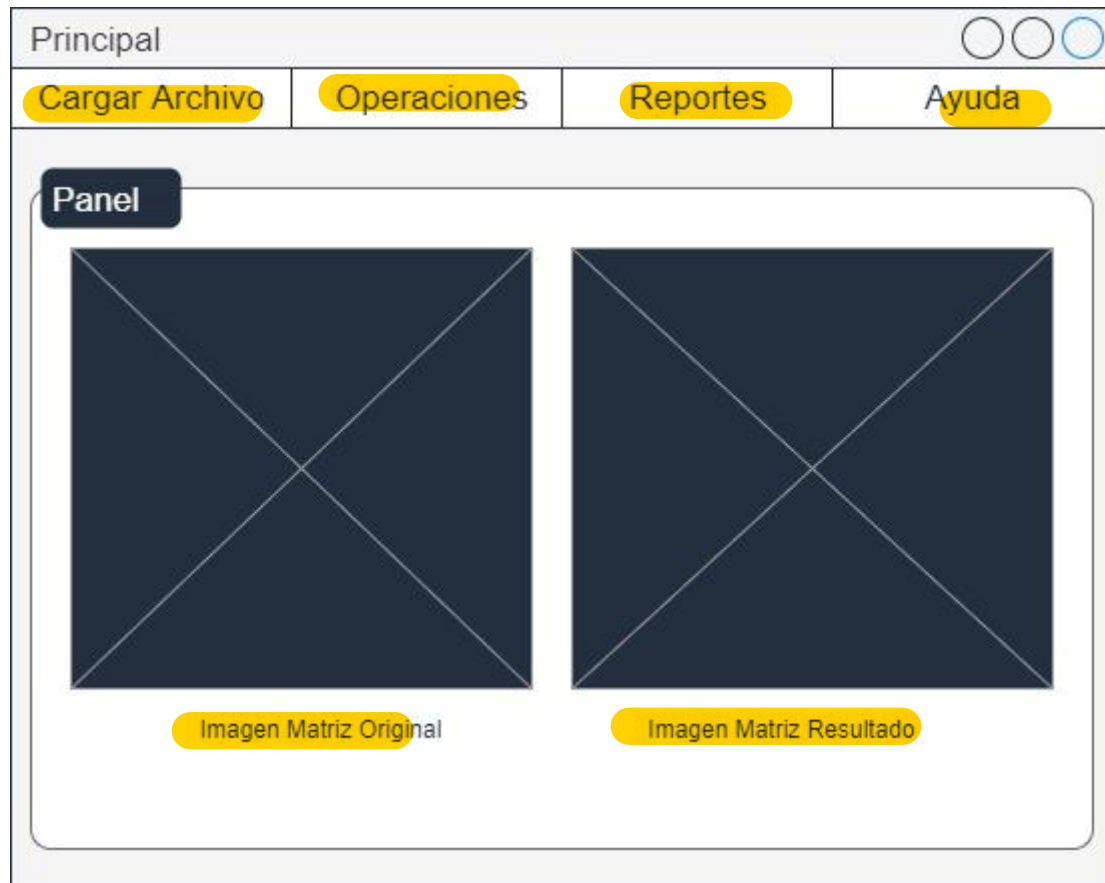 Principal
Cargar Archivo Operaciones Reportes Ayuda
Panel
Imagen Matriz Original Imagen Matriz Resultado